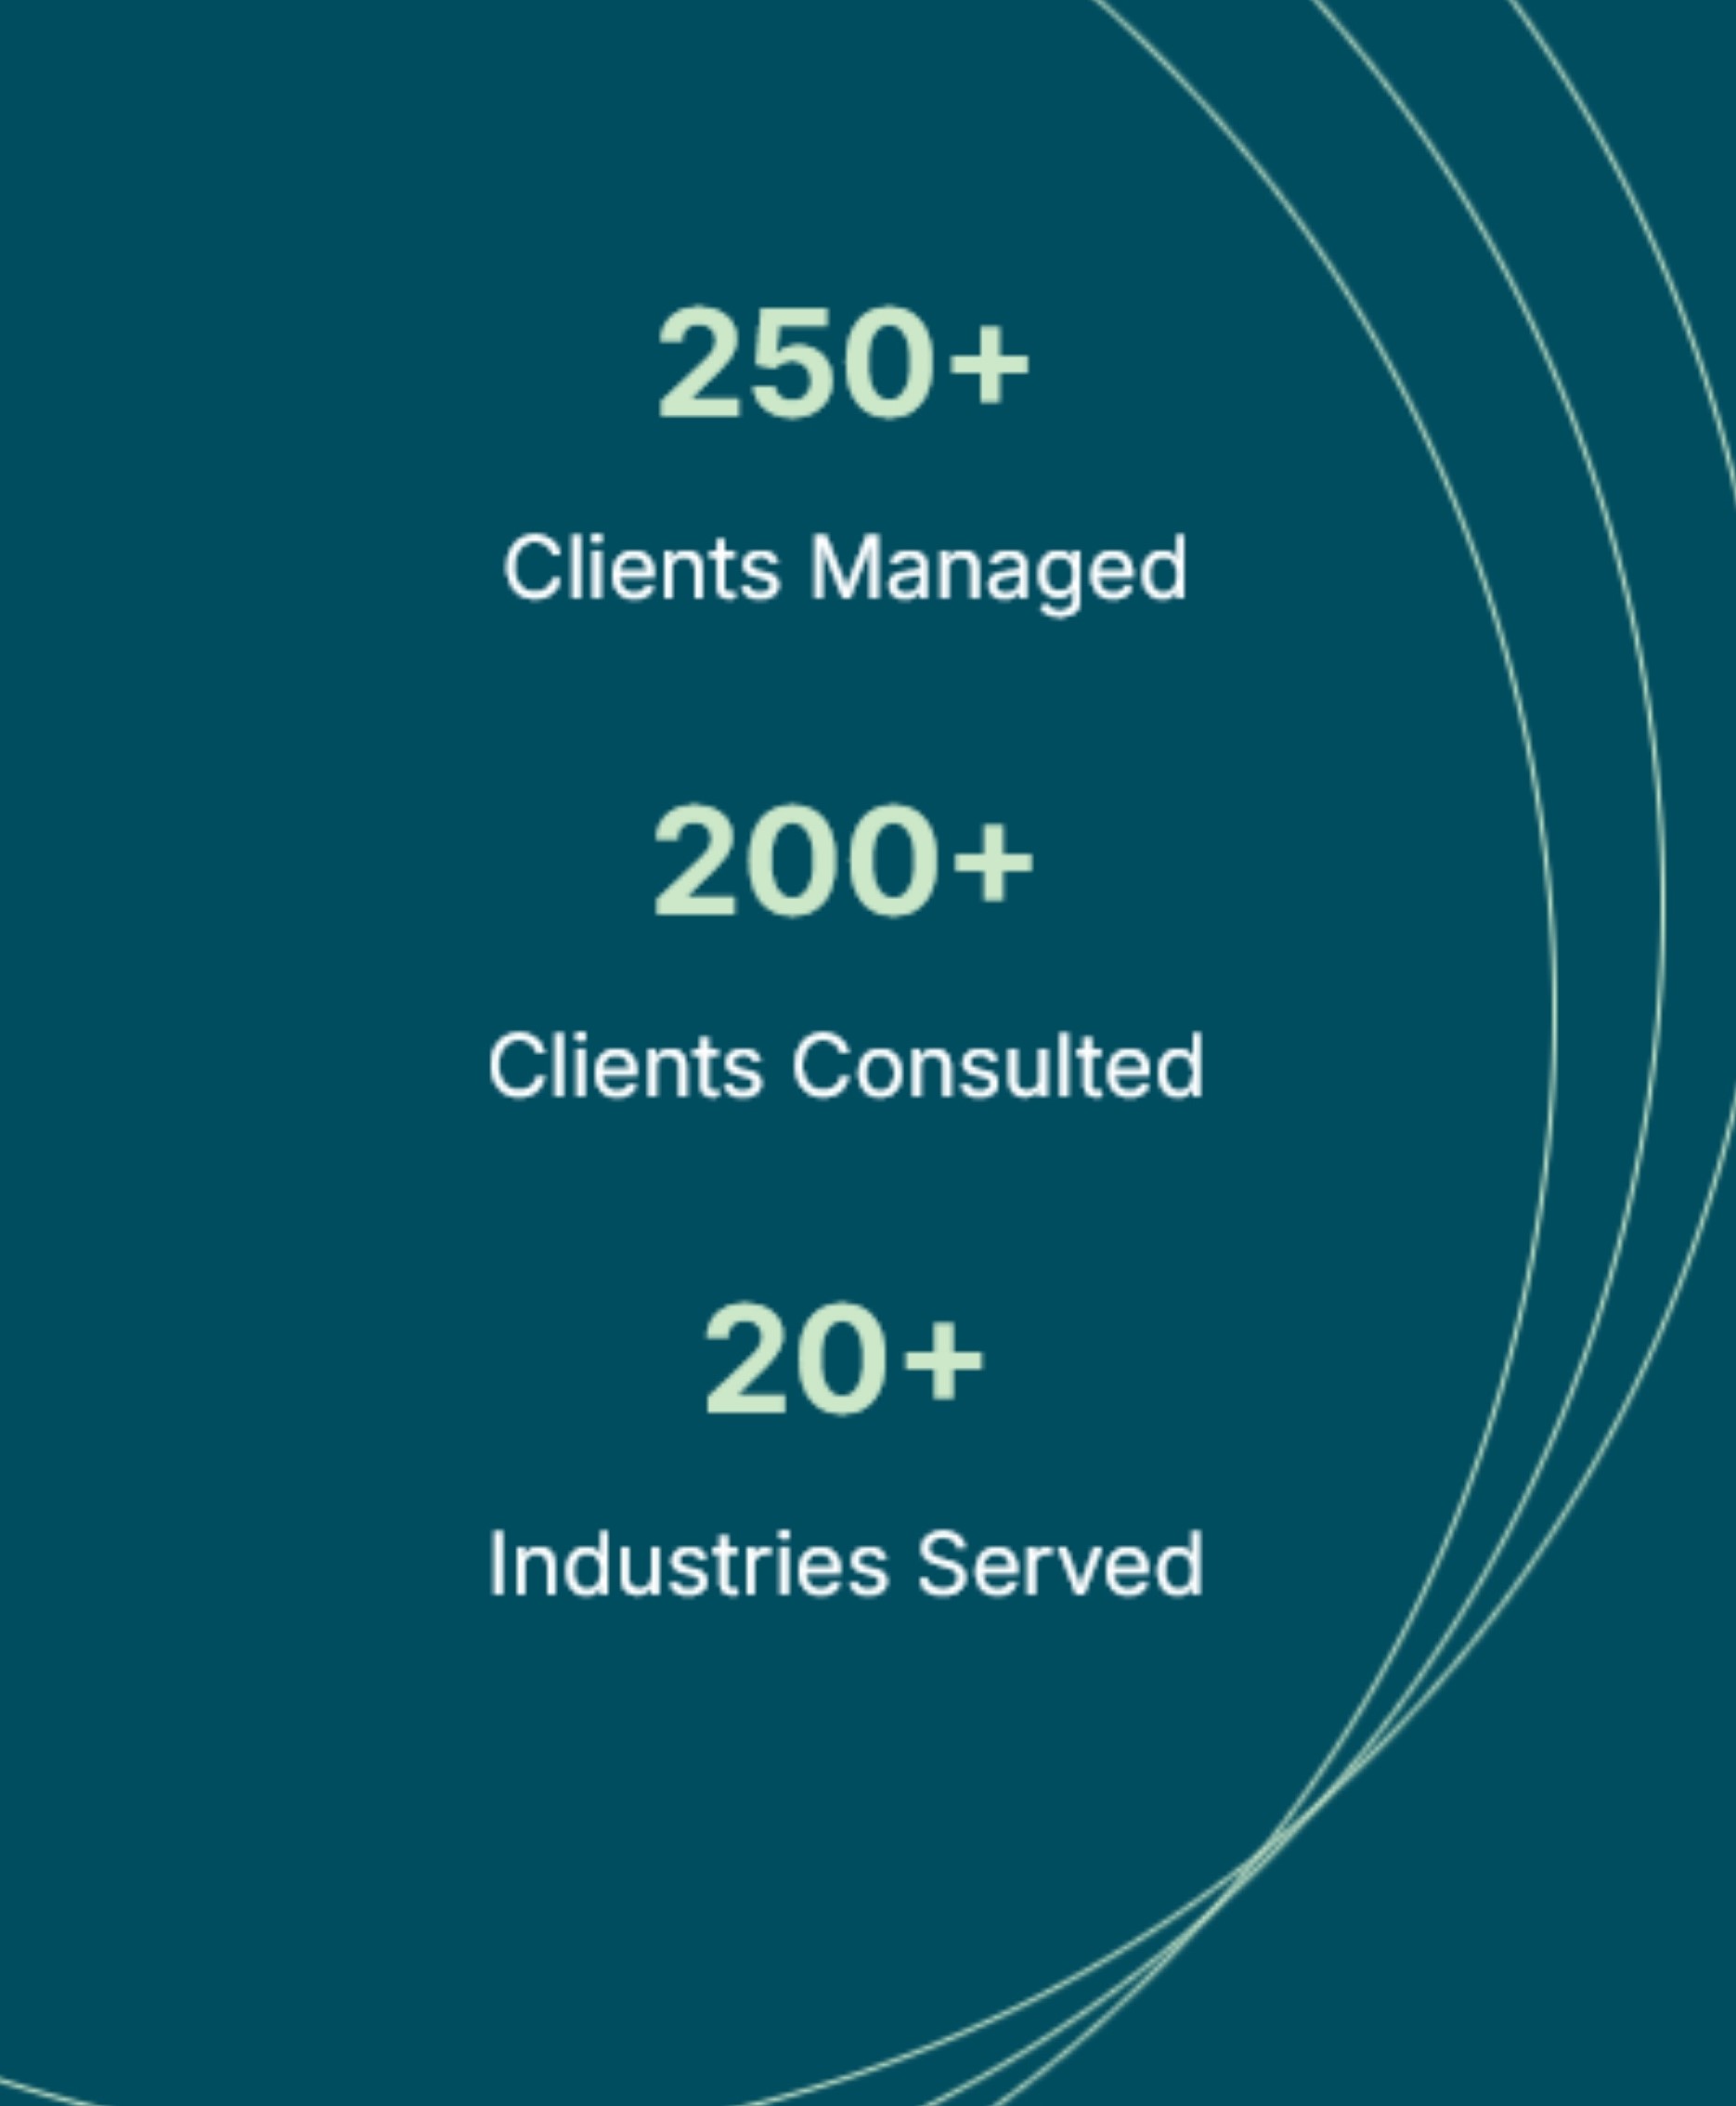 250+
Clients Managed
200+
Clients Consulted
20+
Industries Served